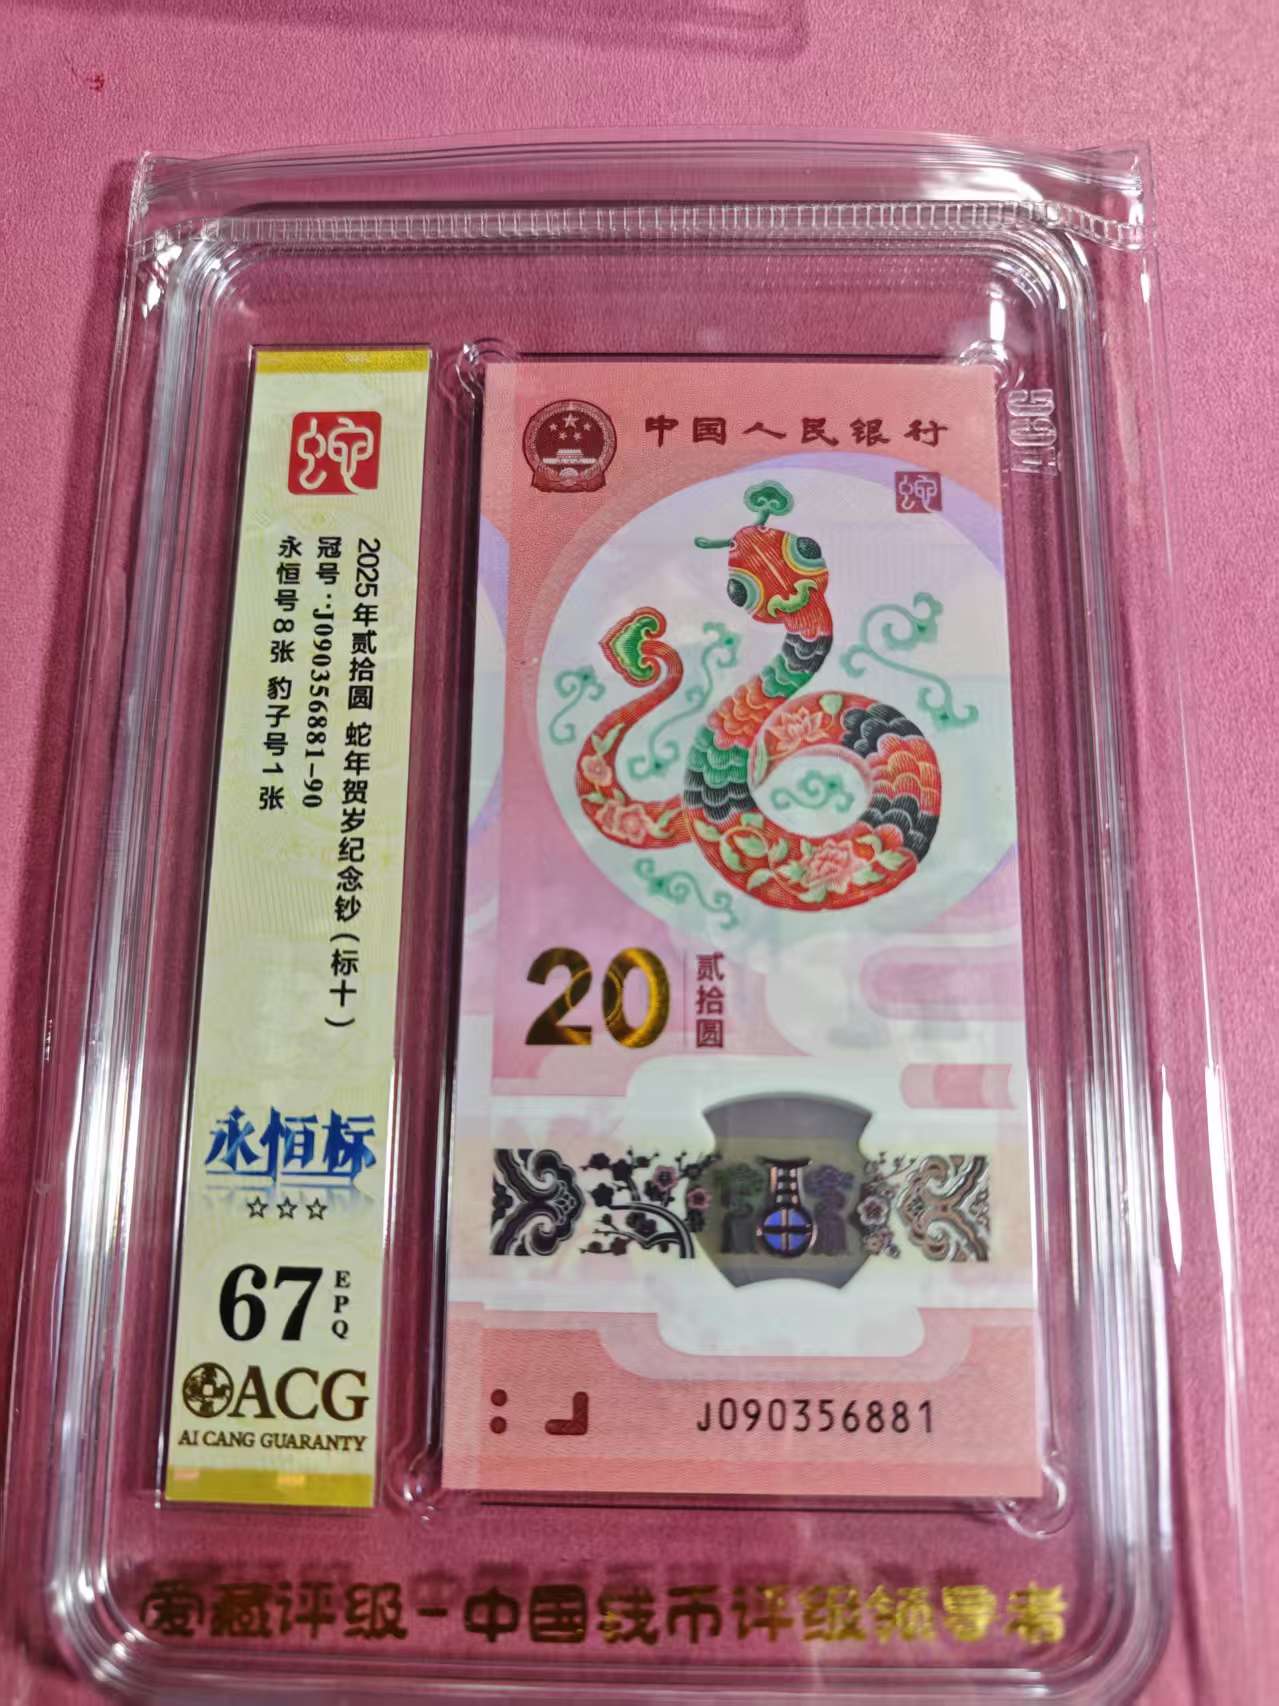 蛇
2025年贰拾圆 蛇年贺岁纪念钞（标十）
冠号：J090356881-90
永恒号8张 豹子号1张
永恒标
☆☆☆
67
EPQ
ACG
AI CANG GUARANTY
中国人民银行
蛇
20
贰拾圆
J090356881
ACG
爱藏评级-中国钱币评级领导者